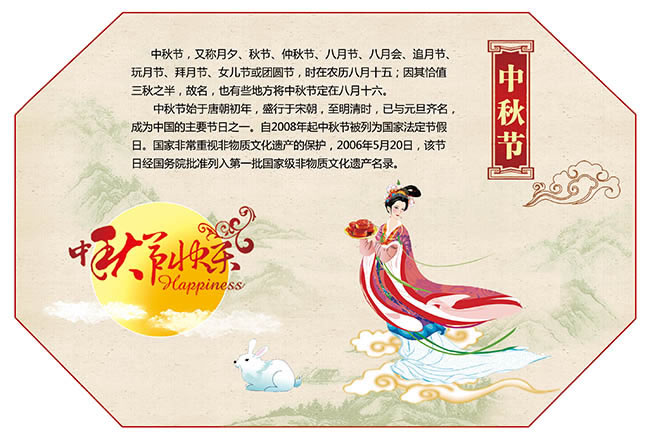 中秋节，又称月夕、秋节、仲秋节、八月节、八月会、追月节、
玩月节、拜月节、女儿节或团圆节，时在农历八月十五；因其恰值
三秋之半，故名，也有些地方将中秋节定在八月十六。
中秋节始于唐朝初年，盛行于宋朝，至明清时，已与元旦齐名，
成为中国的主要节日之一。自2008年起中秋节被列为国家法定节假
日。国家非常重视非物质文化遗产的保护，2006年5月20日，该节
日经国务院批准列入第一批国家级非物质文化遗产名录。
中秋节
中秋节快乐
Happiness